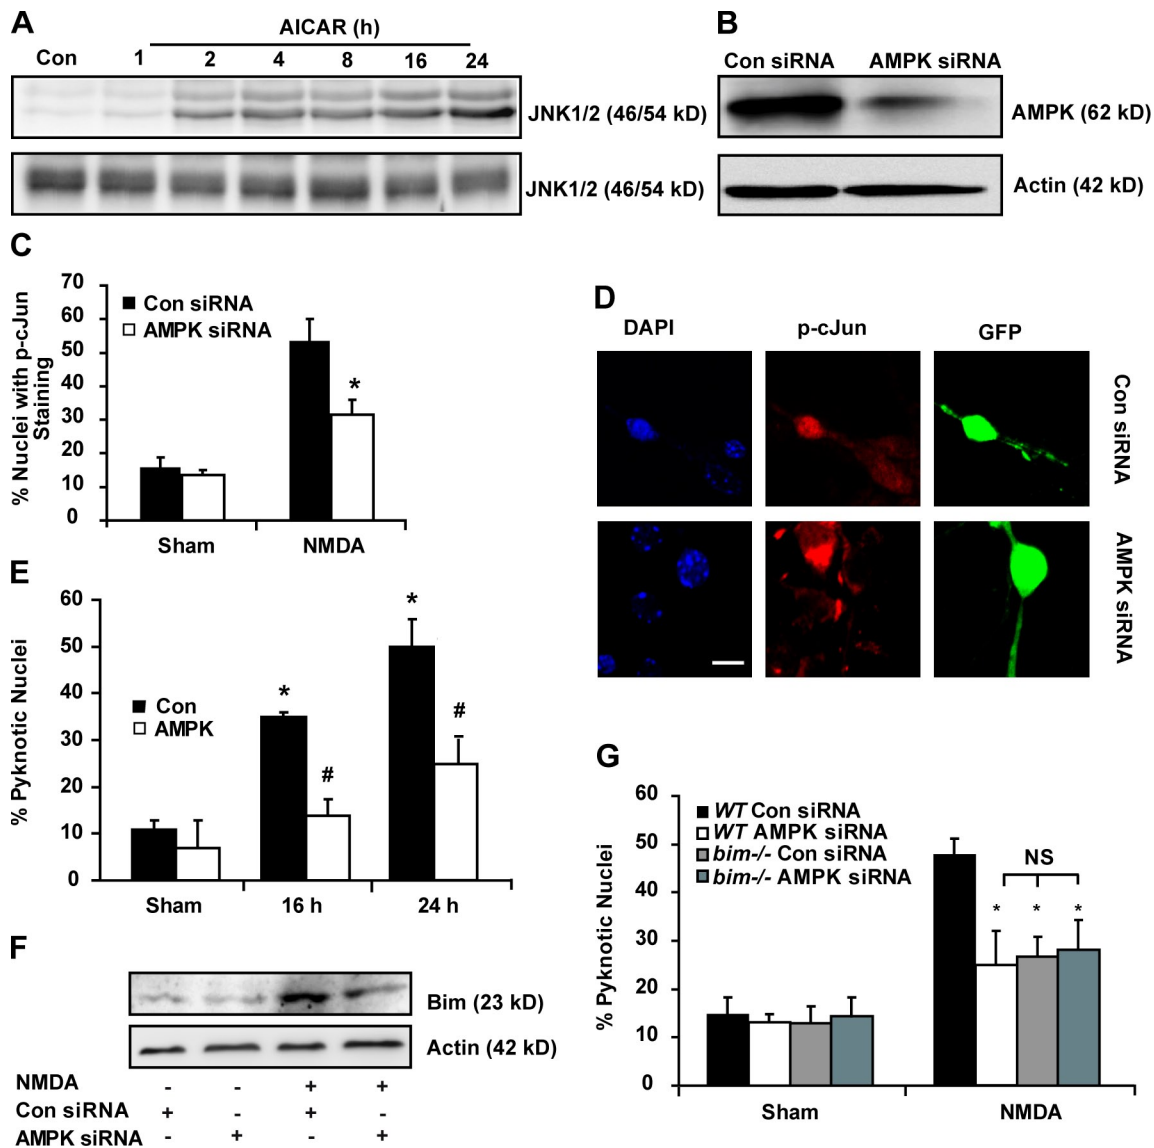 A
AICAR (h)
Con 1 2 4 8 16 24
JNK1/2 (46/54 kD)
JNK1/2 (46/54 kD)
B
Con siRNA AMPK siRNA
AMPK (62 kD)
Actin (42 kD)
C
% Nuclei with p-cJun
Staining
70
60
50
40
30
20
10
0
Con siRNA
AMPK siRNA
*
Sham NMDA
D
DAPI p-cJun GFP
Con siRNA
AMPK siRNA
E
% Pyknotic Nuclei
60
50
40
30
20
10
0
Con
AMPK
* # * #
Sham 16 h 24 h
F
Bim (23 kD)
Actin (42 kD)
NMDA - - + +
Con siRNA + - + -
AMPK siRNA - + - +
G
% Pyknotic Nuclei
60
50
40
30
20
10
0
WT Con siRNA
WT AMPK siRNA
bim-/- Con siRNA
bim-/- AMPK siRNA
NS
* * *
Sham NMDA